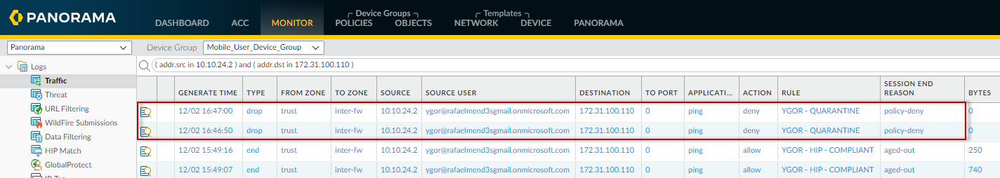 PANORAMA
Device Groups
Templates
DASHBOARD ACC MONITOR POLICIES OBJECTS NETWORK DEVICE PANORAMA
Panorama
Device Group Mobile_User_Device_Group
Logs
Traffic
Threat
URL Filtering
WildFire Submissions
Data Filtering
HIP Match
GlobalProtect
( addr.src in 10.10.24.2 ) and ( addr.dst in 172.31.100.110 )
GENERATE TIME TYPE FROM ZONE TO ZONE SOURCE SOURCE USER DESTINATION TO PORT APPLICATI... ACTION RULE SESSION END REASON BYTES
12/02 16:47:00 drop trust inter-fw 10.10.24.2 ygor@rafaelmend3sgmail.onmicrosoft.com 172.31.100.110 0 ping deny YGOR - QUARANTINE policy-deny 0
12/02 16:46:50 drop trust inter-fw 10.10.24.2 ygor@rafaelmend3sgmail.onmicrosoft.com 172.31.100.110 0 ping deny YGOR - QUARANTINE policy-deny 0
12/02 15:49:16 end trust inter-fw 10.10.24.2 ygor@rafaelmend3sgmail.onmicrosoft.com 172.31.100.110 0 ping allow YGOR - HIP - COMPLIANT aged-out 250
12/02 15:49:07 end trust inter-fw 10.10.24.2 ygor@rafaelmend3sgmail.onmicrosoft.com 172.31.100.110 0 ping allow YGOR - HIP - COMPLIANT aged-out 740